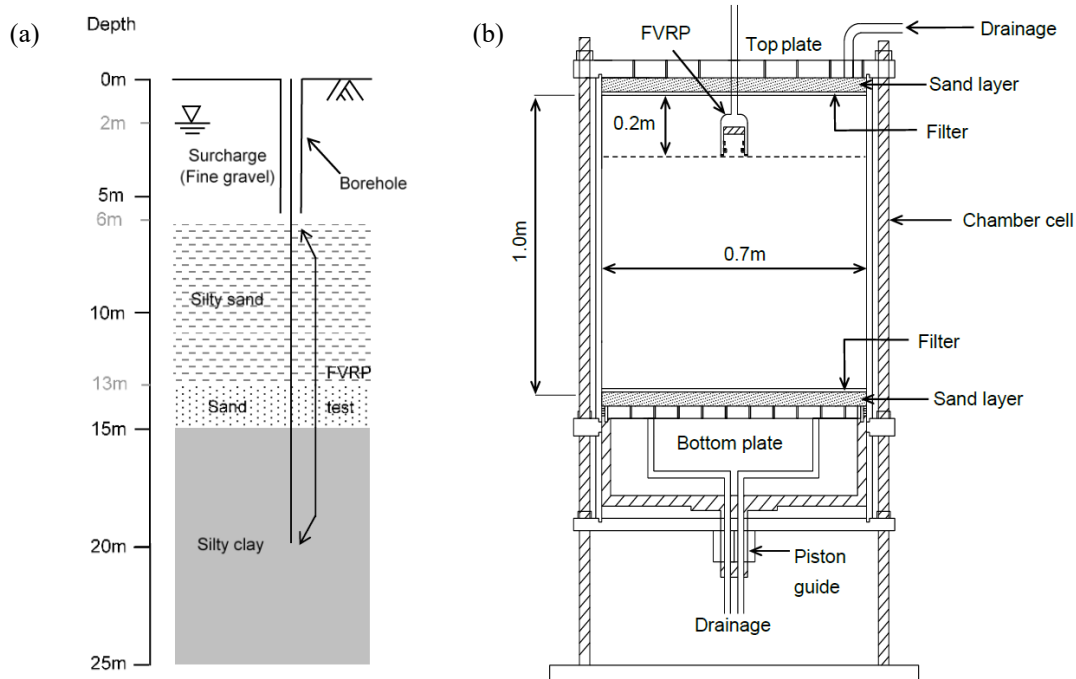 (a)
Depth
0m
2m
Surcharge
(Fine gravel)
Borehole
5m
6m
Silty sand
10m
FVRP
13m
Sand
test
15m
Silty clay
20m
25m
(b)
FVRP
Top plate
Drainage
Sand layer
0.2m
Filter
Chamber cell
1.0m
0.7m
Filter
Sand layer
Bottom plate
Piston
guide
Drainage